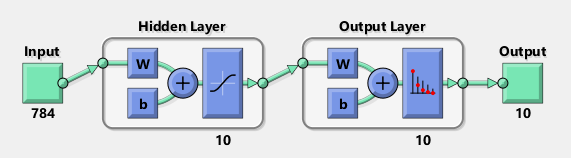 Hidden Layer
Output Layer
Input
Output
W
W
b
b
784
10
10
10